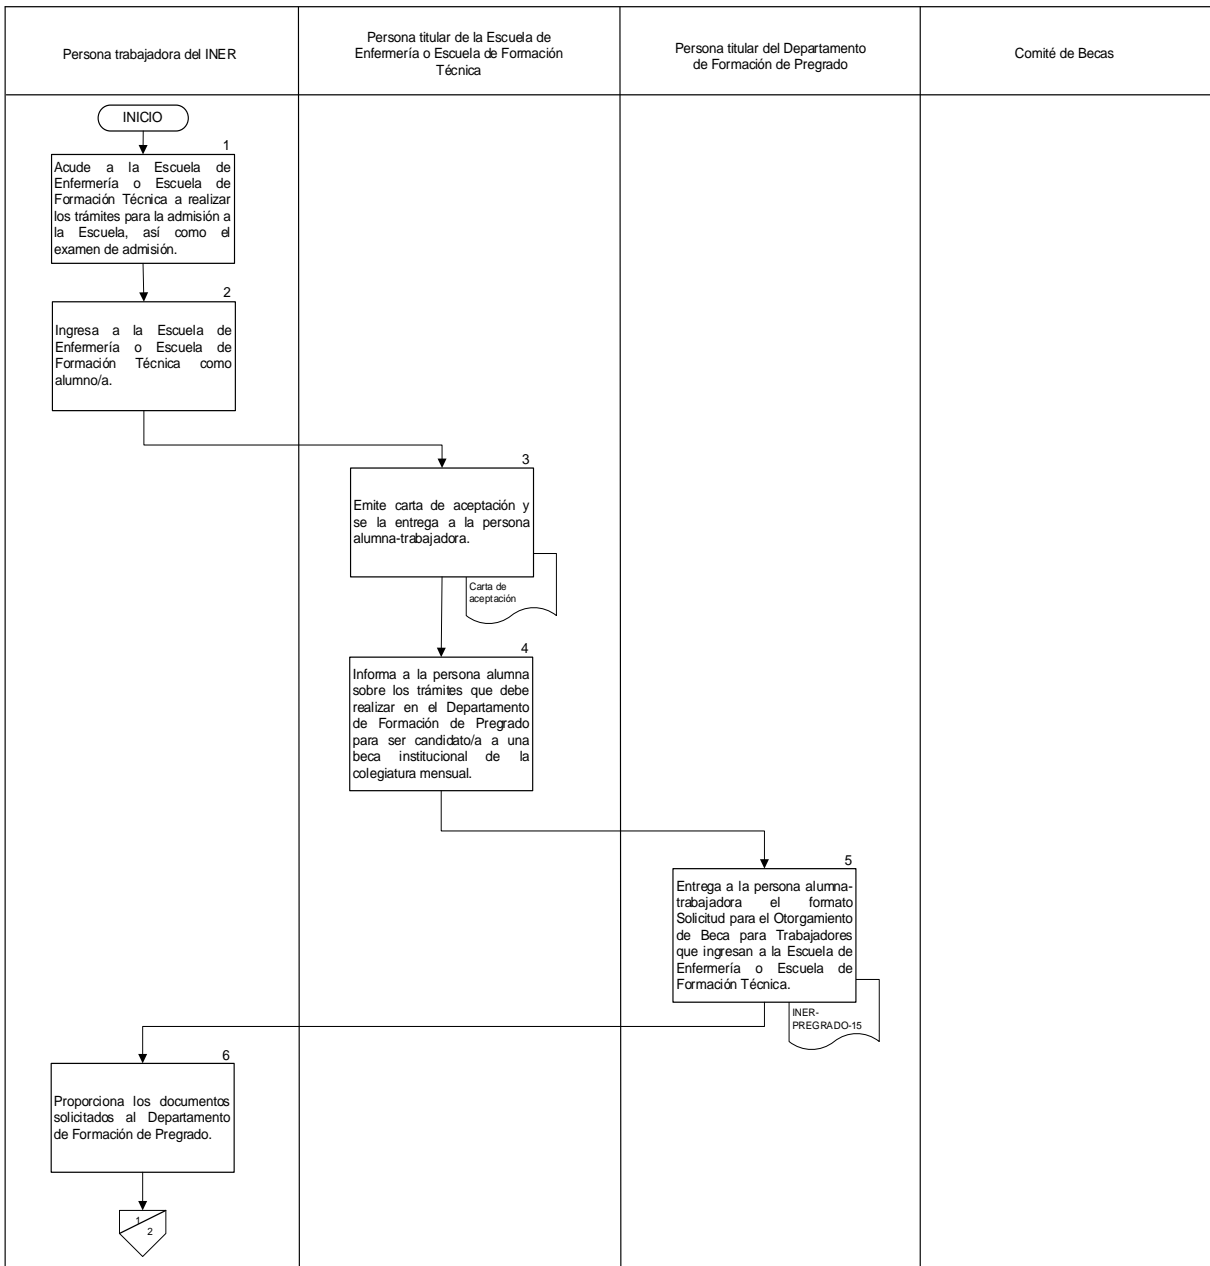 Persona trabajadora del INER
Persona titular de la Escuela de
Enfermería o Escuela de Formación
Técnica
Persona titular del Departamento
de Formación de Pregrado
Comité de Becas
INICIO
1
Acude a la Escuela de
Enfermería o Escuela de
Formación Técnica a realizar
los trámites para la admisión a
la Escuela, así como el
examen de admisión.
2
Ingresa a la Escuela de
Enfermería o Escuela de
Formación Técnica como
alumno/a.
3
Emite carta de aceptación y
se la entrega a la persona
alumna-trabajadora.
Carta de
aceptación
4
Informa a la persona alumna
sobre los trámites que debe
realizar en el Departamento
de Formación de Pregrado
para ser candidato/a a una
beca institucional de la
colegiatura mensual.
5
Entrega a la persona alumna-
trabajadora el formato
Solicitud para el Otorgamiento
de Beca para Trabajadores
que ingresan a la Escuela de
Enfermería o Escuela de
Formación Técnica.
INER-
PREGRADO-15
6
Proporciona los documentos
solicitados al Departamento
de Formación de Pregrado.
1
2